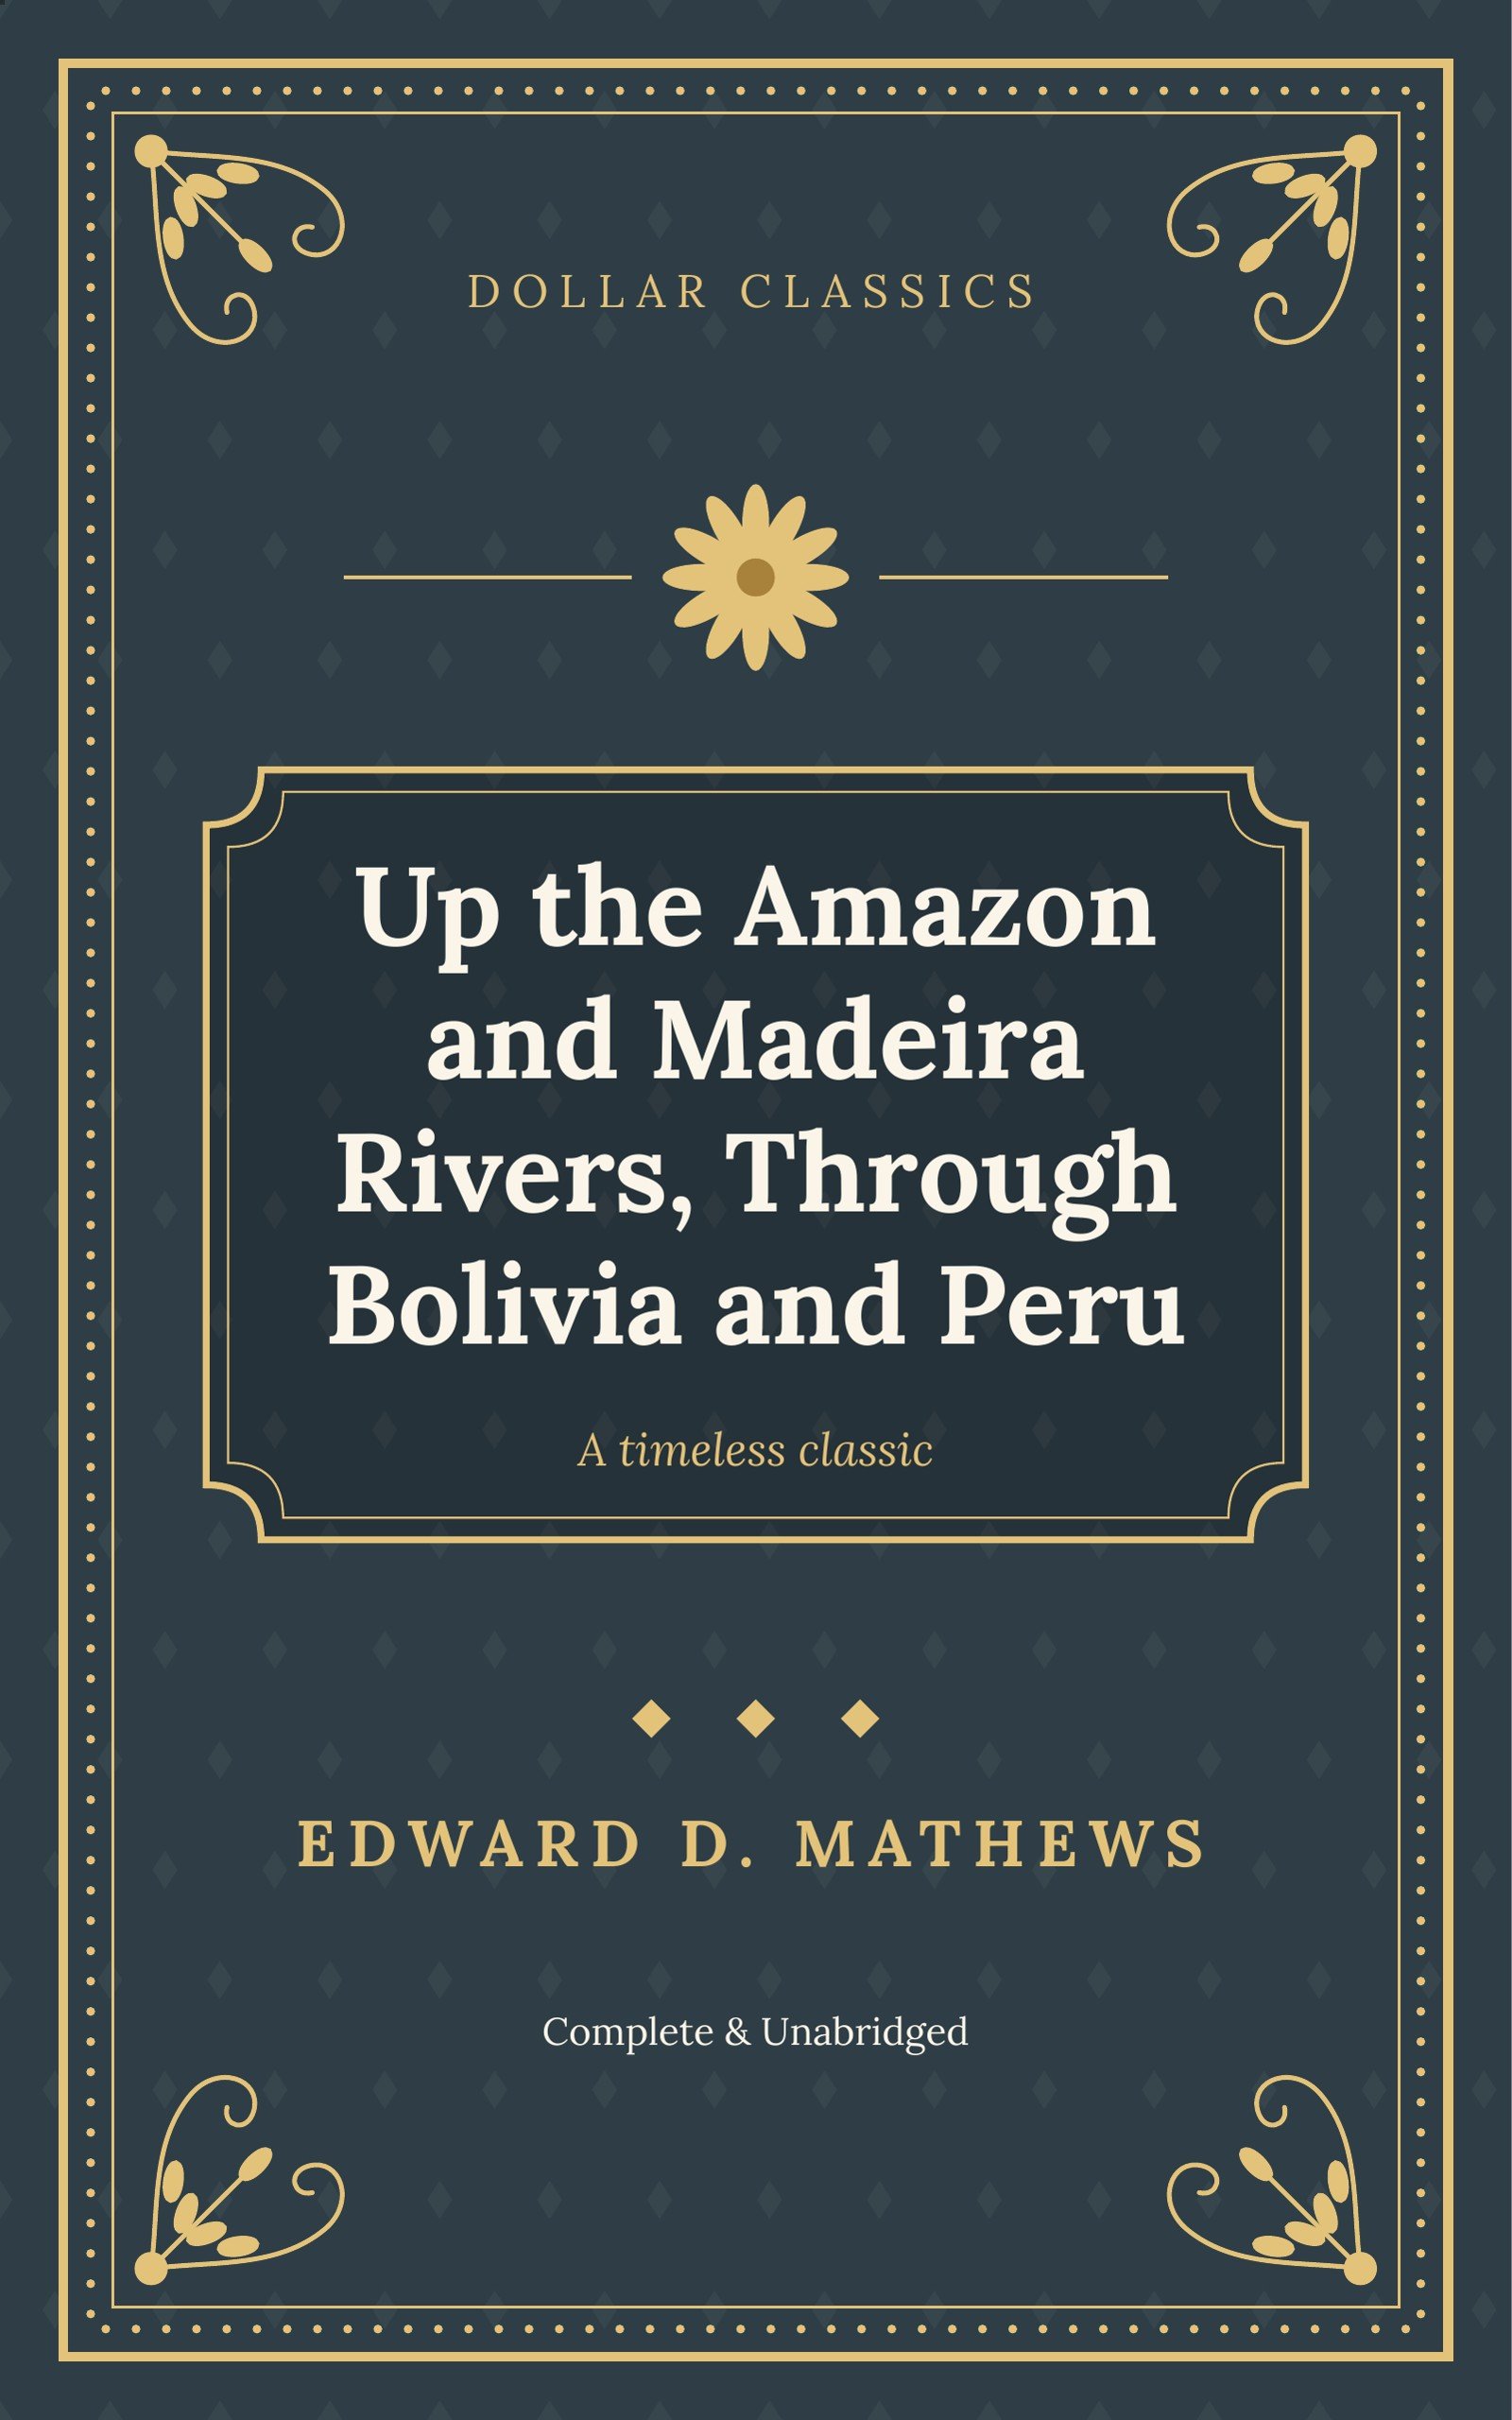 DOLLAR CLASSICS
Up the Amazon
and Madeira
Rivers, Through
Bolivia and Peru
A timeless classic
EDWARD D. MATHEWS
Complete & Unabridged